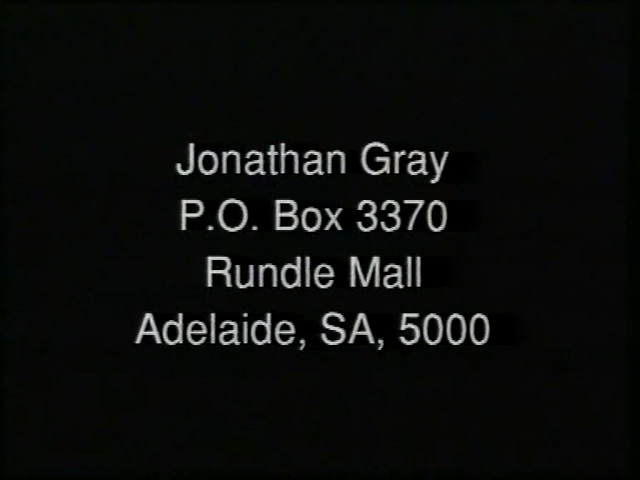 Jonathan Gray
P.O. Box 3370
Rundle Mall
Adelaide, SA, 5000